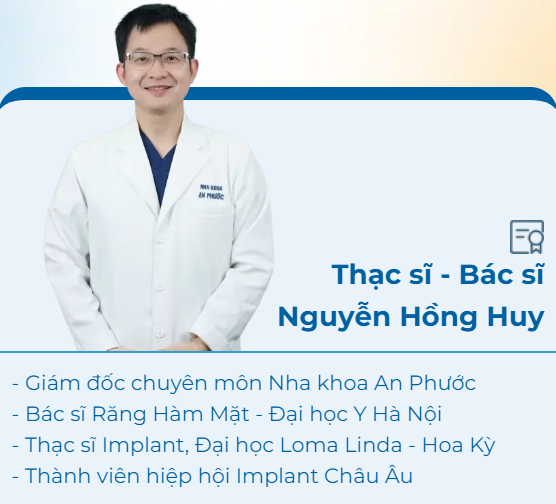 NHA KHOA
AN PHƯỚC
Thạc sĩ - Bác sĩ
Nguyễn Hồng Huy
- Giám đốc chuyên môn Nha khoa An Phước
- Bác sĩ Răng Hàm Mặt - Đại học Y Hà Nội
- Thạc sĩ Implant, Đại học Loma Linda - Hoa Kỳ
- Thành viên hiệp hội Implant Châu Âu